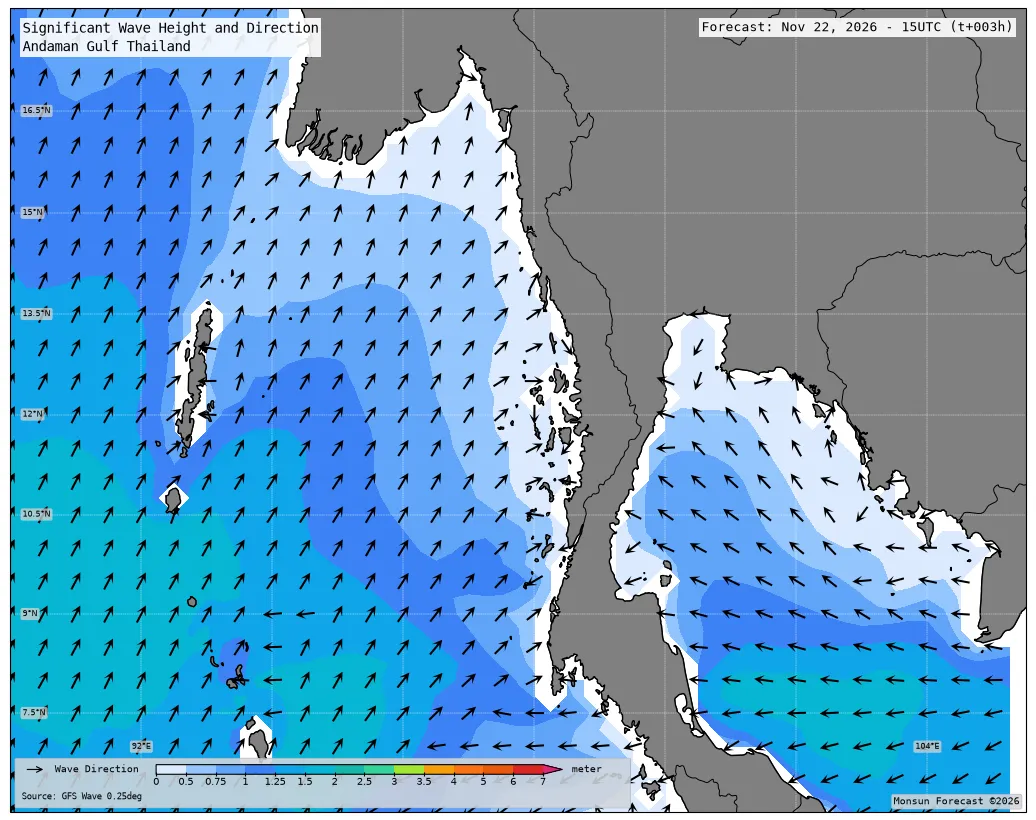 Significant Wave Height and Direction
Andaman Gulf Thailand
Forecast: Nov 22, 2026 - 15UTC (t+003h)
16.5°N
15°N
13.5°N
12°N
10.5°N
9°N
7.5°N
92°E
104°E
Wave Direction
0.5 0.75 1 1.25 1.5 2 2.5 3 3.5 4 5 6 7
meter
Source: GFS Wave 0.25deg
Monsun Forecast ©2026